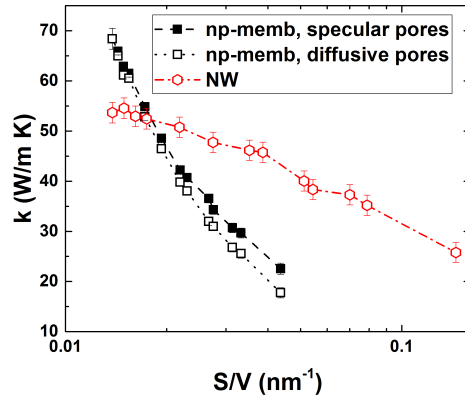 np-memb, specular pores
np-memb, diffusive pores
NW
k (W/m K)
70
60
50
40
30
20
10
0.01
0.1
S/V (nm⁻¹)